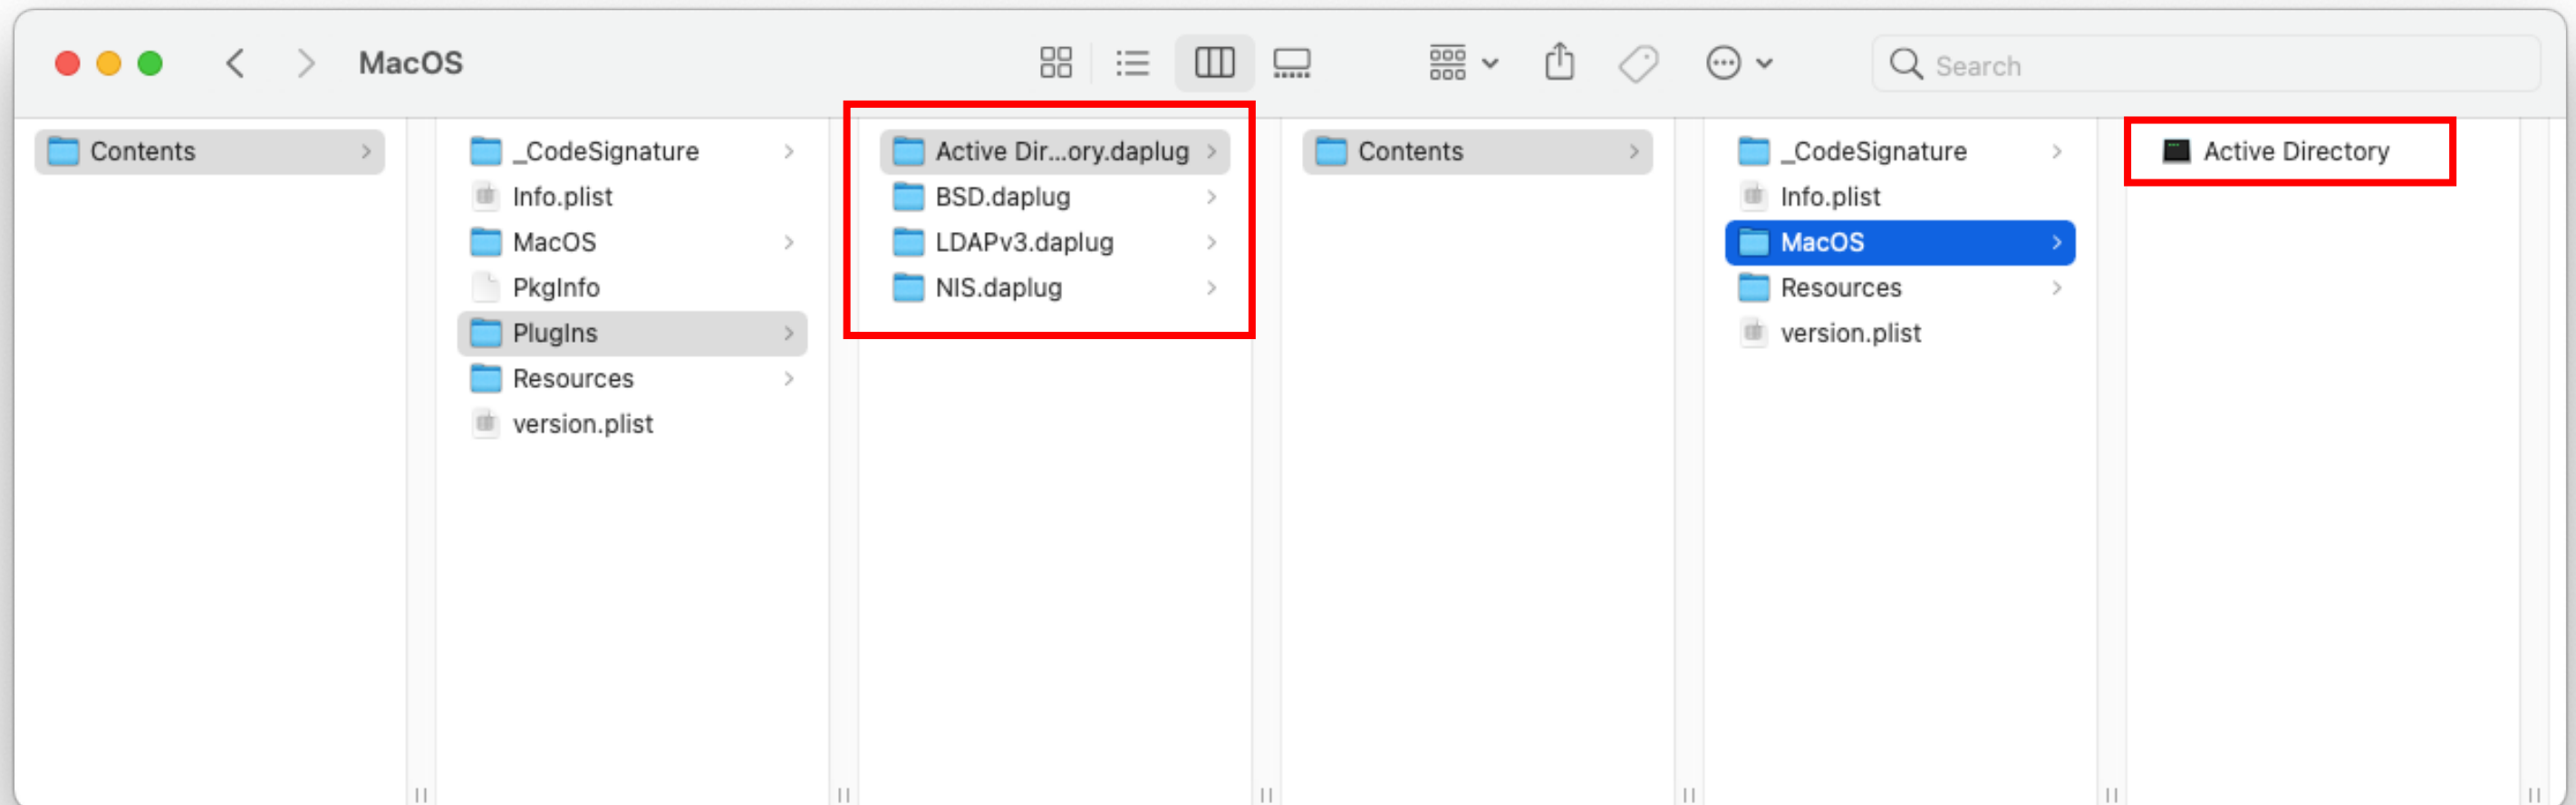 MacOS
Search
Contents
_CodeSignature
Info.plist
MacOS
PkgInfo
PlugIns
Resources
version.plist
Active Dir...ory.daplug
BSD.daplug
LDAPv3.daplug
NIS.daplug
Contents
_CodeSignature
Info.plist
MacOS
Resources
version.plist
Active Directory